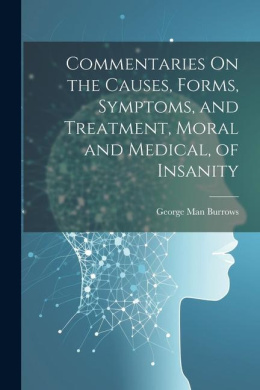 Commentaries On
the Causes, Forms,
Symptoms, and
Treatment, Moral
and Medical, of
Insanity
George Man Burrows